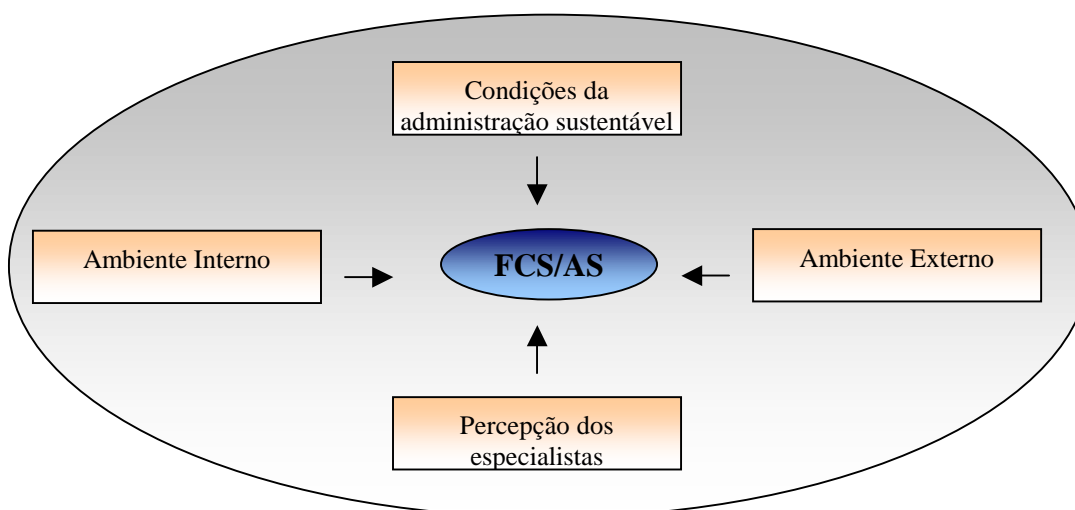 Condições da
administração sustentável
Ambiente Interno
FCS/AS
Ambiente Externo
Percepção dos
especialistas